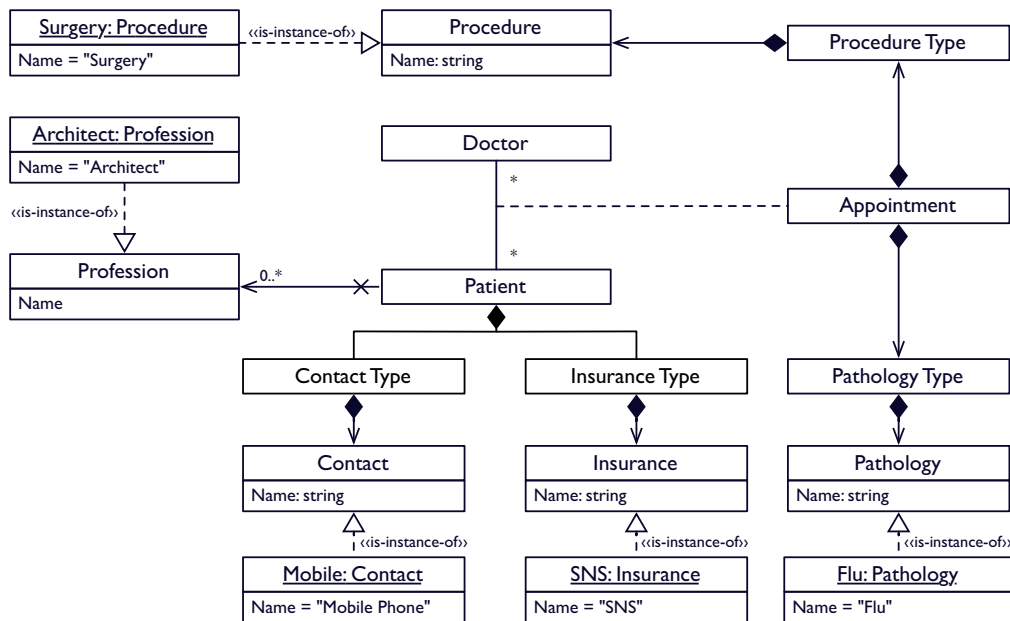 Surgery: Procedure
Name = "Surgery"
‹‹is-instance-of››
Procedure
Name: string
Procedure Type
Architect: Profession
Name = "Architect"
‹‹is-instance-of››
Doctor
*
Appointment
*
Profession
Name
0..*
Patient
Contact Type
Insurance Type
Pathology Type
Contact
Name: string
Insurance
Name: string
Pathology
Name: string
‹‹is-instance-of››
‹‹is-instance-of››
‹‹is-instance-of››
Mobile: Contact
Name = "Mobile Phone"
SNS: Insurance
Name = "SNS"
Flu: Pathology
Name = "Flu"